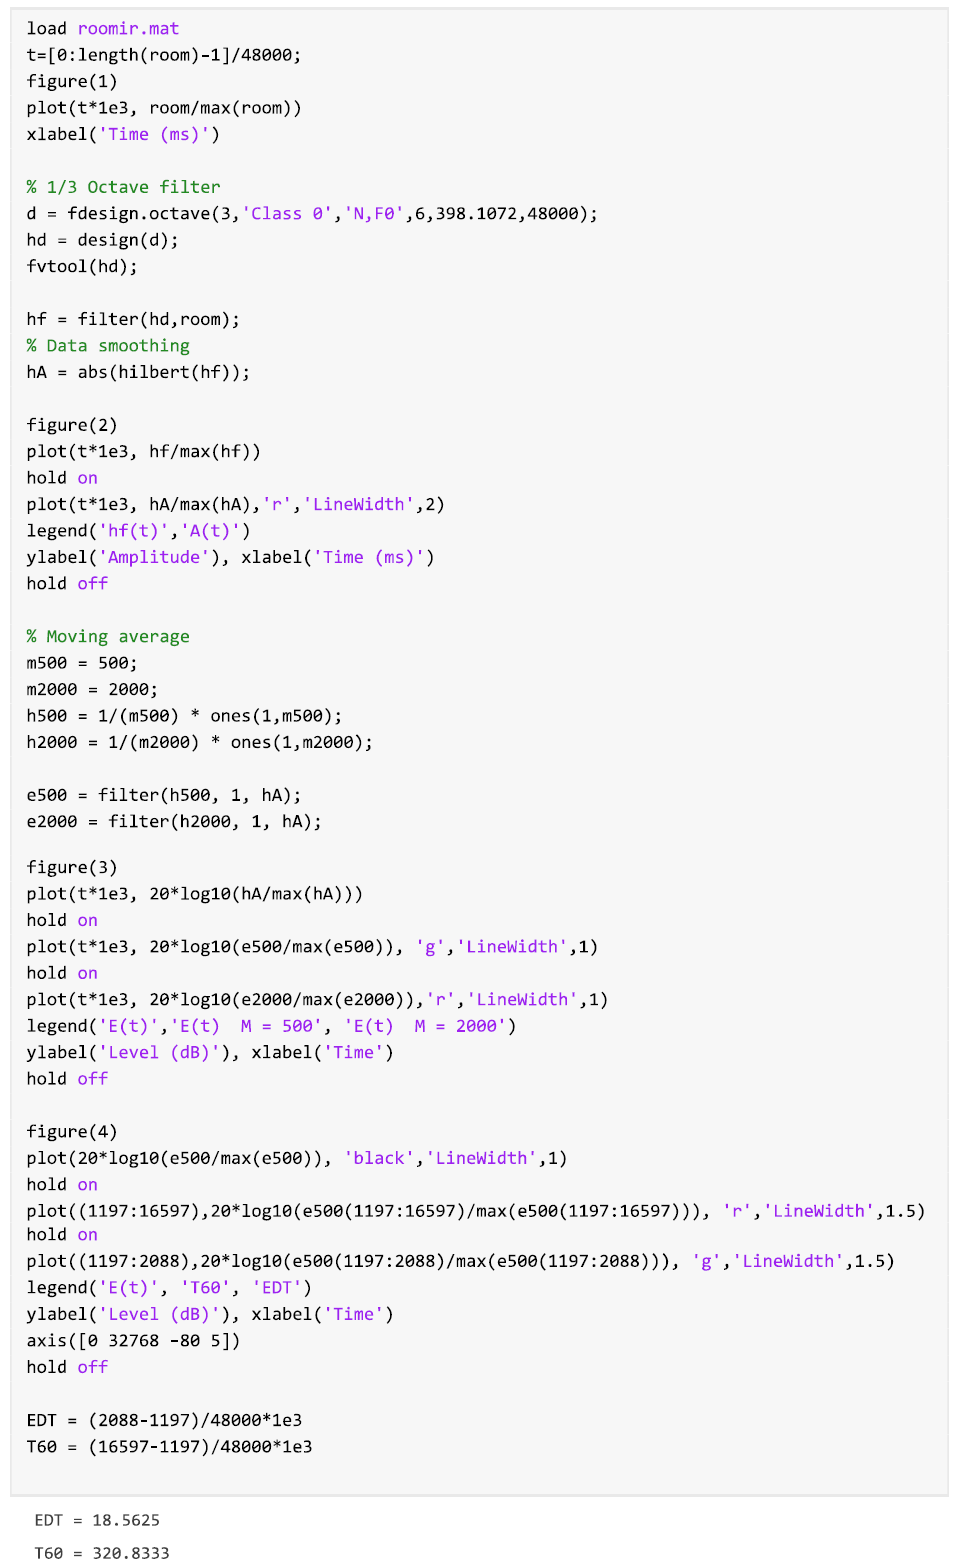 load roomir.mat
t=[0:length(room)-1]/48000;
figure(1)
plot(t*1e3, room/max(room))
xlabel('Time (ms)')
% 1/3 Octave filter
d = fdesign.octave(3,'Class 0','N,F0',6,398.1072,48000);
hd = design(d);
fvtool(hd);
hf = filter(hd,room);
% Data smoothing
hA = abs(hilbert(hf));
figure(2)
plot(t*1e3, hf/max(hf))
hold on
plot(t*1e3, hA/max(hA),'r','LineWidth',2)
legend('hf(t)','A(t)')
ylabel('Amplitude'), xlabel('Time (ms)')
hold off
% Moving average
m500 = 500;
m2000 = 2000;
h500 = 1/(m500) * ones(1,m500);
h2000 = 1/(m2000) * ones(1,m2000);
e500 = filter(h500, 1, hA);
e2000 = filter(h2000, 1, hA);
figure(3)
plot(t*1e3, 20*log10(hA/max(hA)))
hold on
plot(t*1e3, 20*log10(e500/max(e500)), 'g','LineWidth',1)
hold on
plot(t*1e3, 20*log10(e2000/max(e2000)),'r','LineWidth',1)
legend('E(t)','E(t)  M = 500', 'E(t)  M = 2000')
ylabel('Level (dB)'), xlabel('Time')
hold off
figure(4)
plot(20*log10(e500/max(e500)), 'black','LineWidth',1)
hold on
plot((1197:16597),20*log10(e500(1197:16597)/max(e500(1197:16597))), 'r','LineWidth',1.5)
hold on
plot((1197:2088),20*log10(e500(1197:2088)/max(e500(1197:2088))), 'g','LineWidth',1.5)
legend('E(t)', 'T60', 'EDT')
ylabel('Level (dB)'), xlabel('Time')
axis([0 32768 -80 5])
hold off
EDT = (2088-1197)/48000*1e3
T60 = (16597-1197)/48000*1e3
EDT = 18.5625
T60 = 320.8333